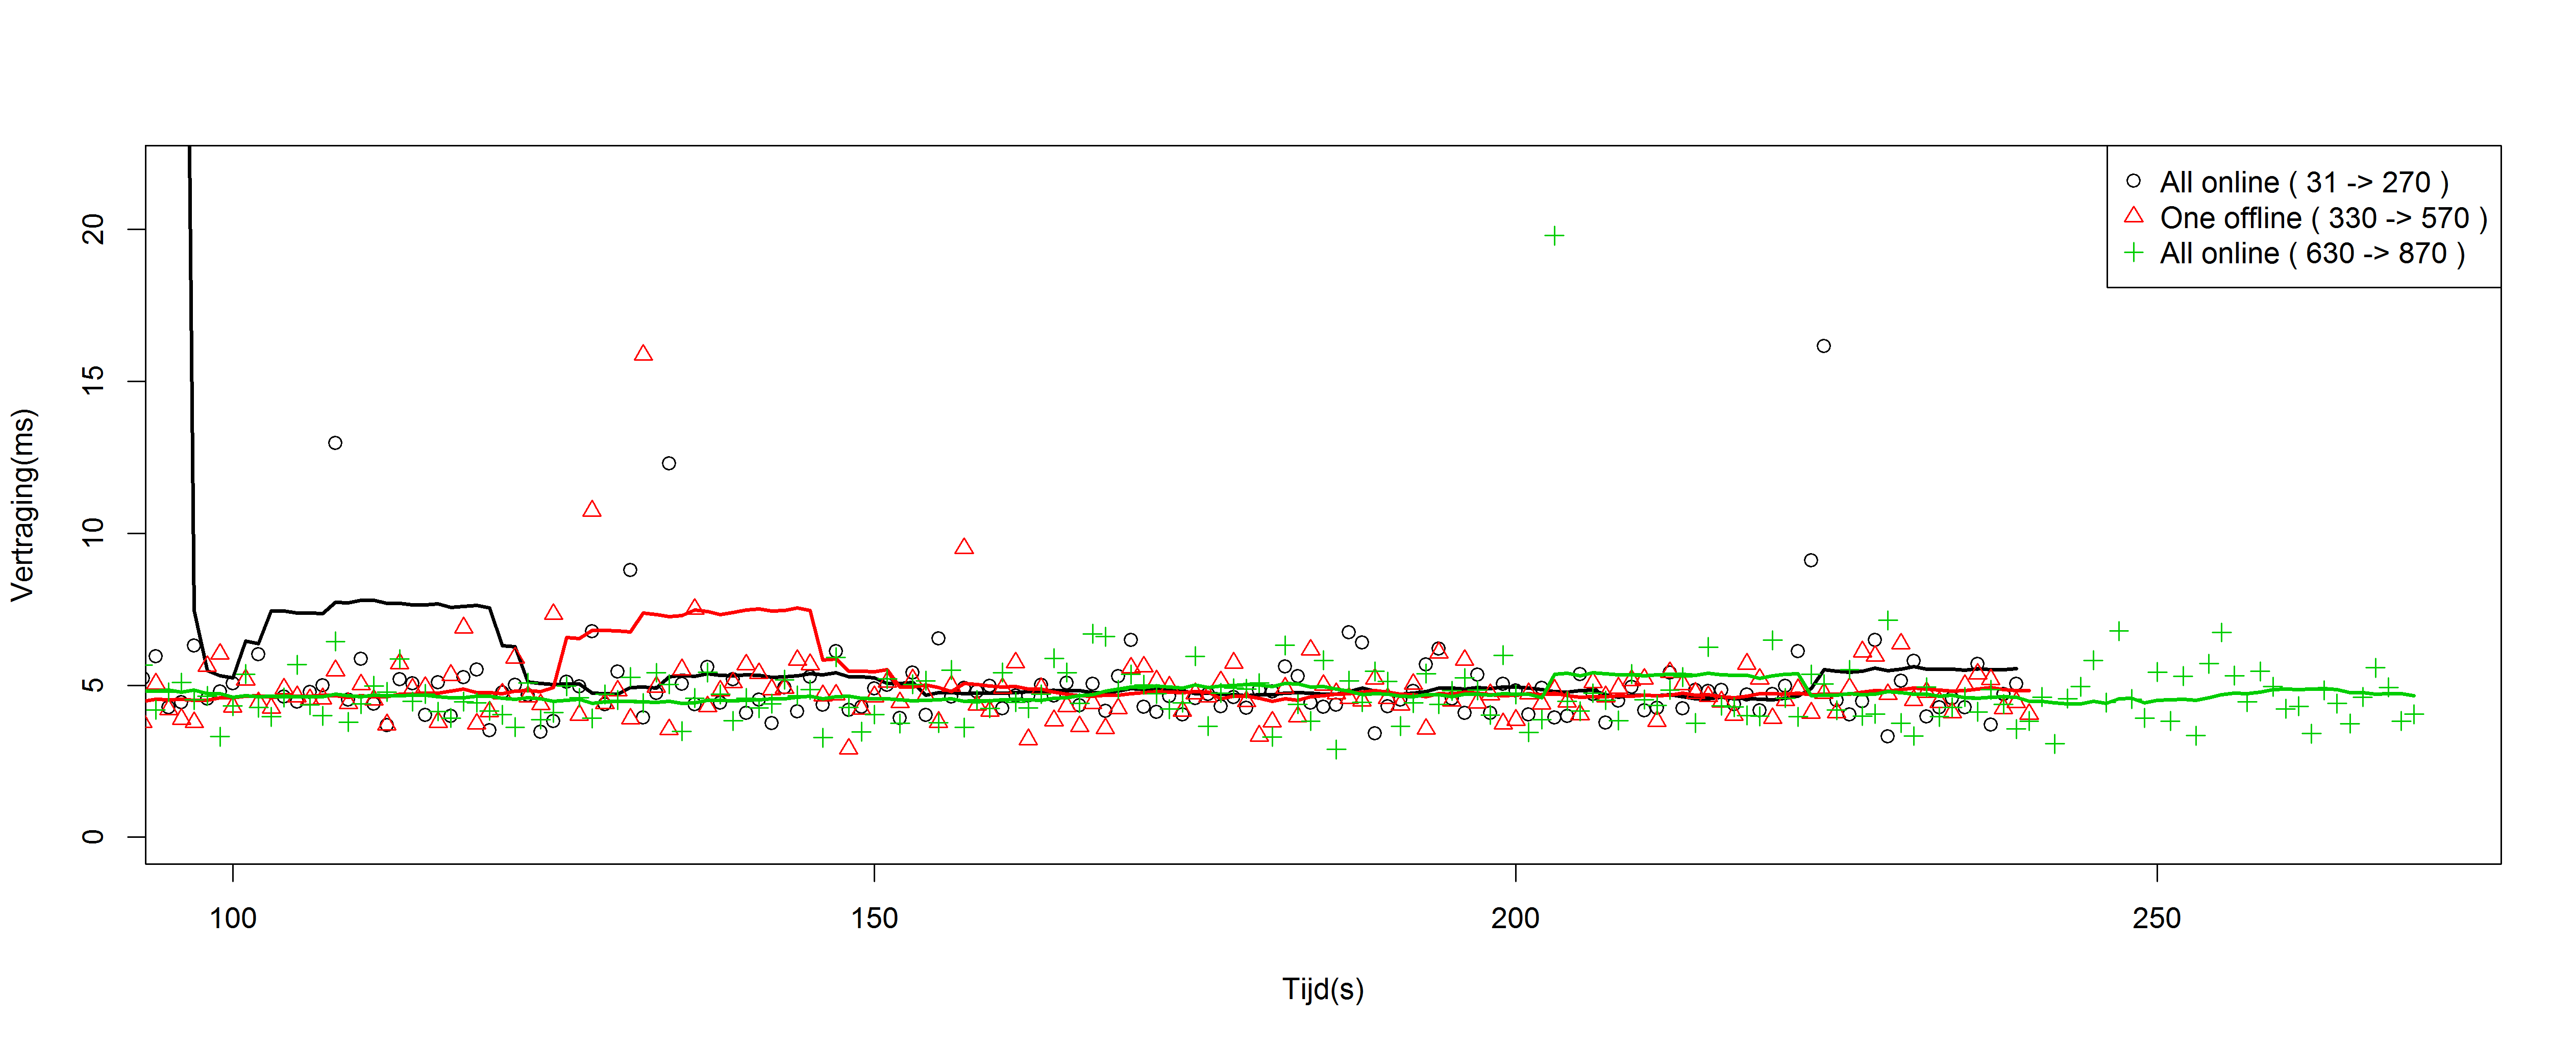 All online ( 31 -> 270 )
One offline ( 330 -> 570 )
All online ( 630 -> 870 )
20
15
10
5
0
Vertraging(ms)
100
150
200
250
Tijd(s)